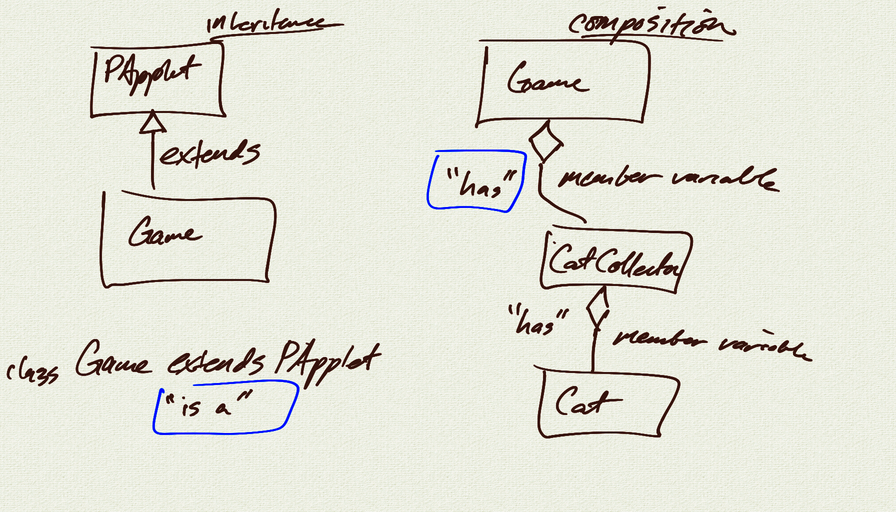 inheritance
PApplet
extends
Game
class Game extends PApplet
"is a"
composition
Game
"has"
member variable
CatCollector
"has"
member variable
Cat